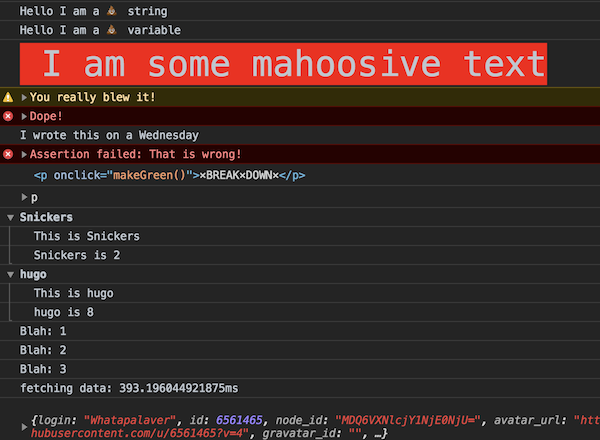 Hello I am a 💩 string
Hello I am a 💩 variable
I am some mahoosive text
You really blew it!
Dope!
I wrote this on a Wednesday
Assertion failed: That is wrong!
<p onclick="makeGreen()">×BREAK×DOWN×</p>
p
Snickers
This is Snickers
Snickers is 2
hugo
This is hugo
hugo is 8
Blah: 1
Blah: 2
Blah: 3
fetching data: 393.196044921875ms
{login: "Whatapalaver", id: 6561465, node_id: "MDQ6VXNlcjY1NjE0NjU=", avatar_url: "htt
hubusercontent.com/u/6561465?v=4", gravatar_id: "", …}